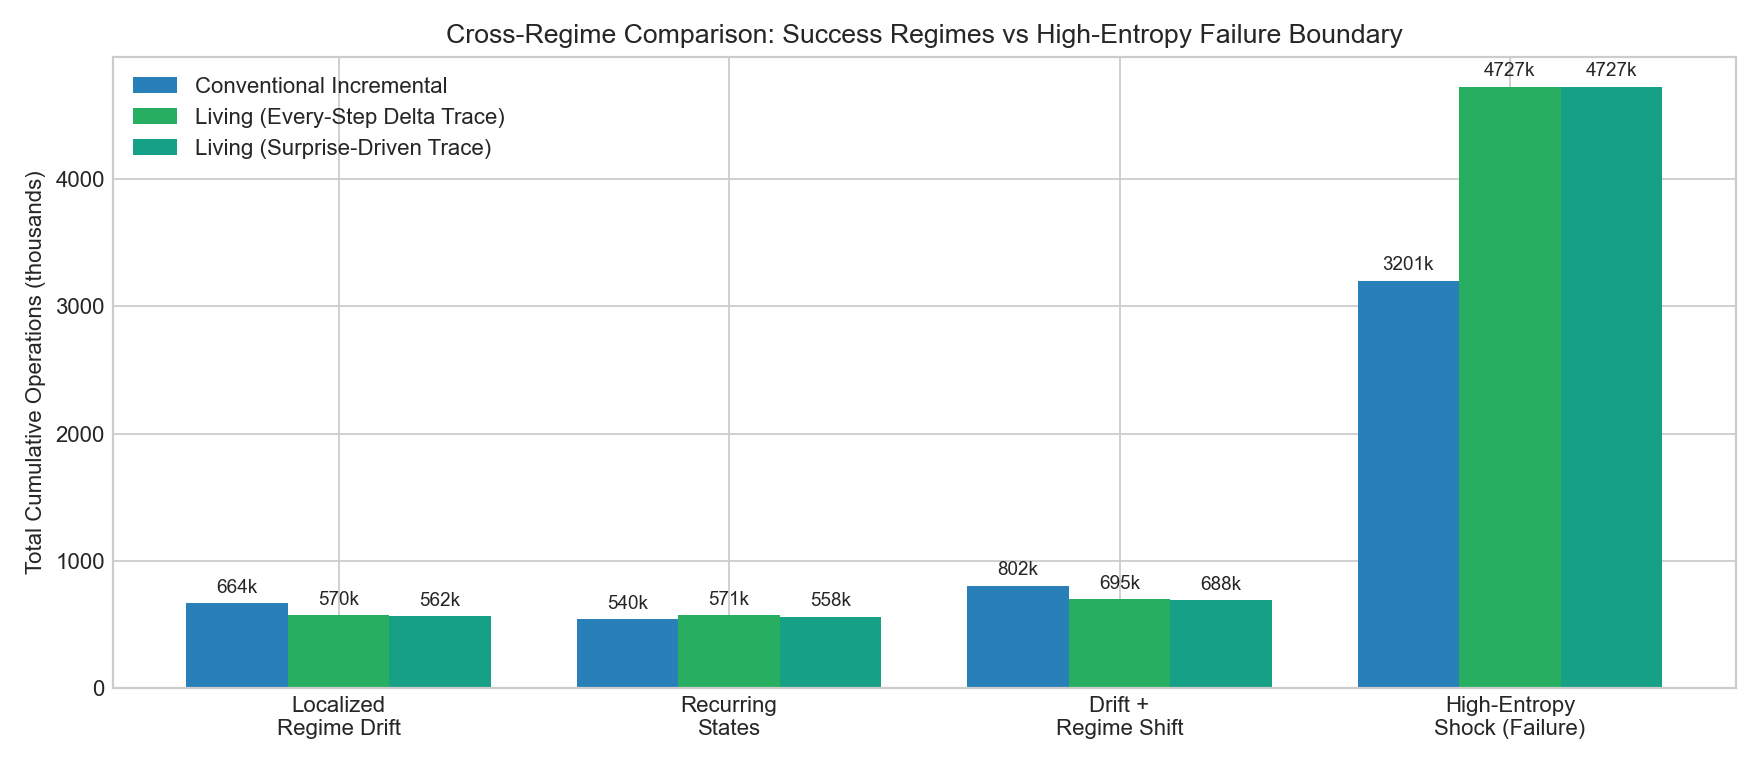 Cross-Regime Comparison: Success Regimes vs High-Entropy Failure Boundary
Conventional Incremental
Living (Every-Step Delta Trace)
Living (Surprise-Driven Trace)
Total Cumulative Operations (thousands)
4000
3000
2000
1000
0
664k
570k
562k
540k
571k
558k
802k
695k
688k
3201k
4727k
4727k
Localized
Regime Drift
Recurring
States
Drift +
Regime Shift
High-Entropy
Shock (Failure)